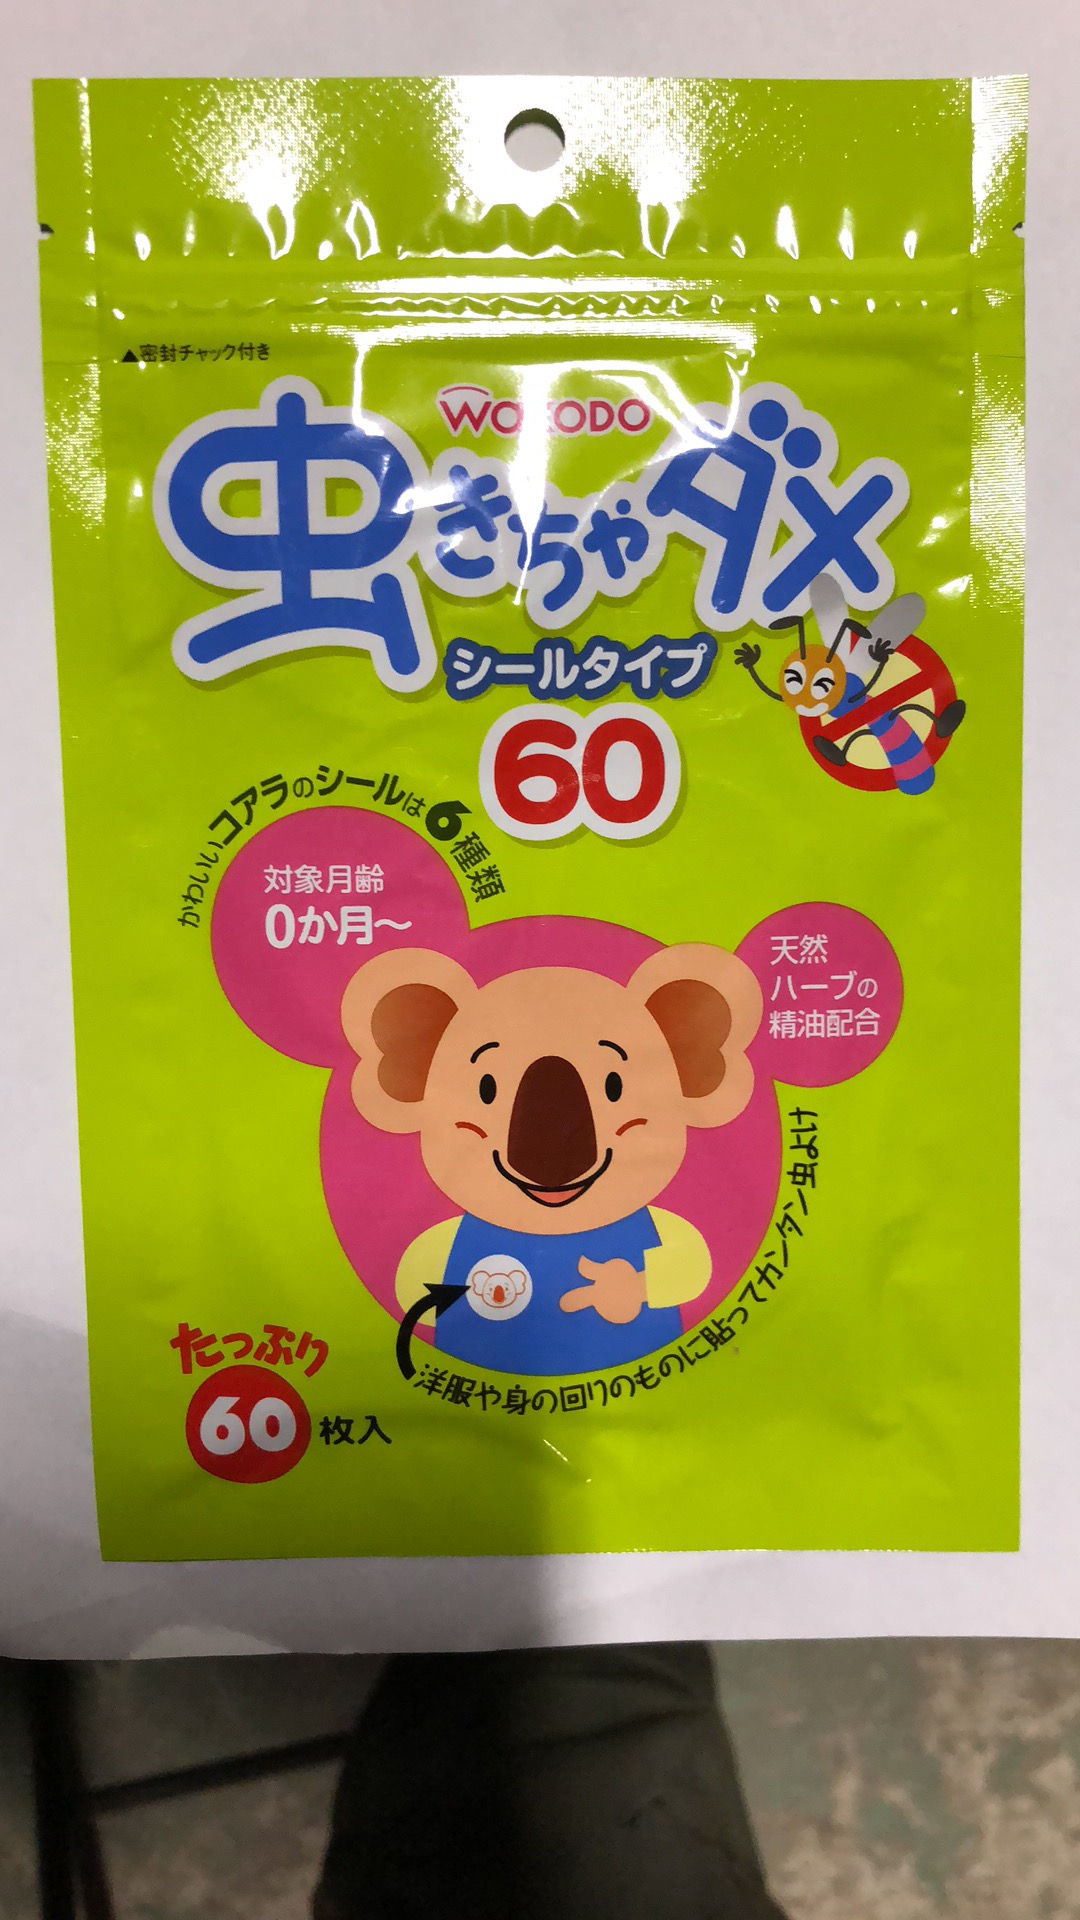 ▲密封チャック付き
WAKODO
虫きちゃダメ
シールタイプ
60
かわいいコアラのシールは6種類
対象月齢
0か月〜
天然
ハーブの
精油配合
洋服や身の回りのものに貼ってカンタン虫よけ
たっぷり
60枚入